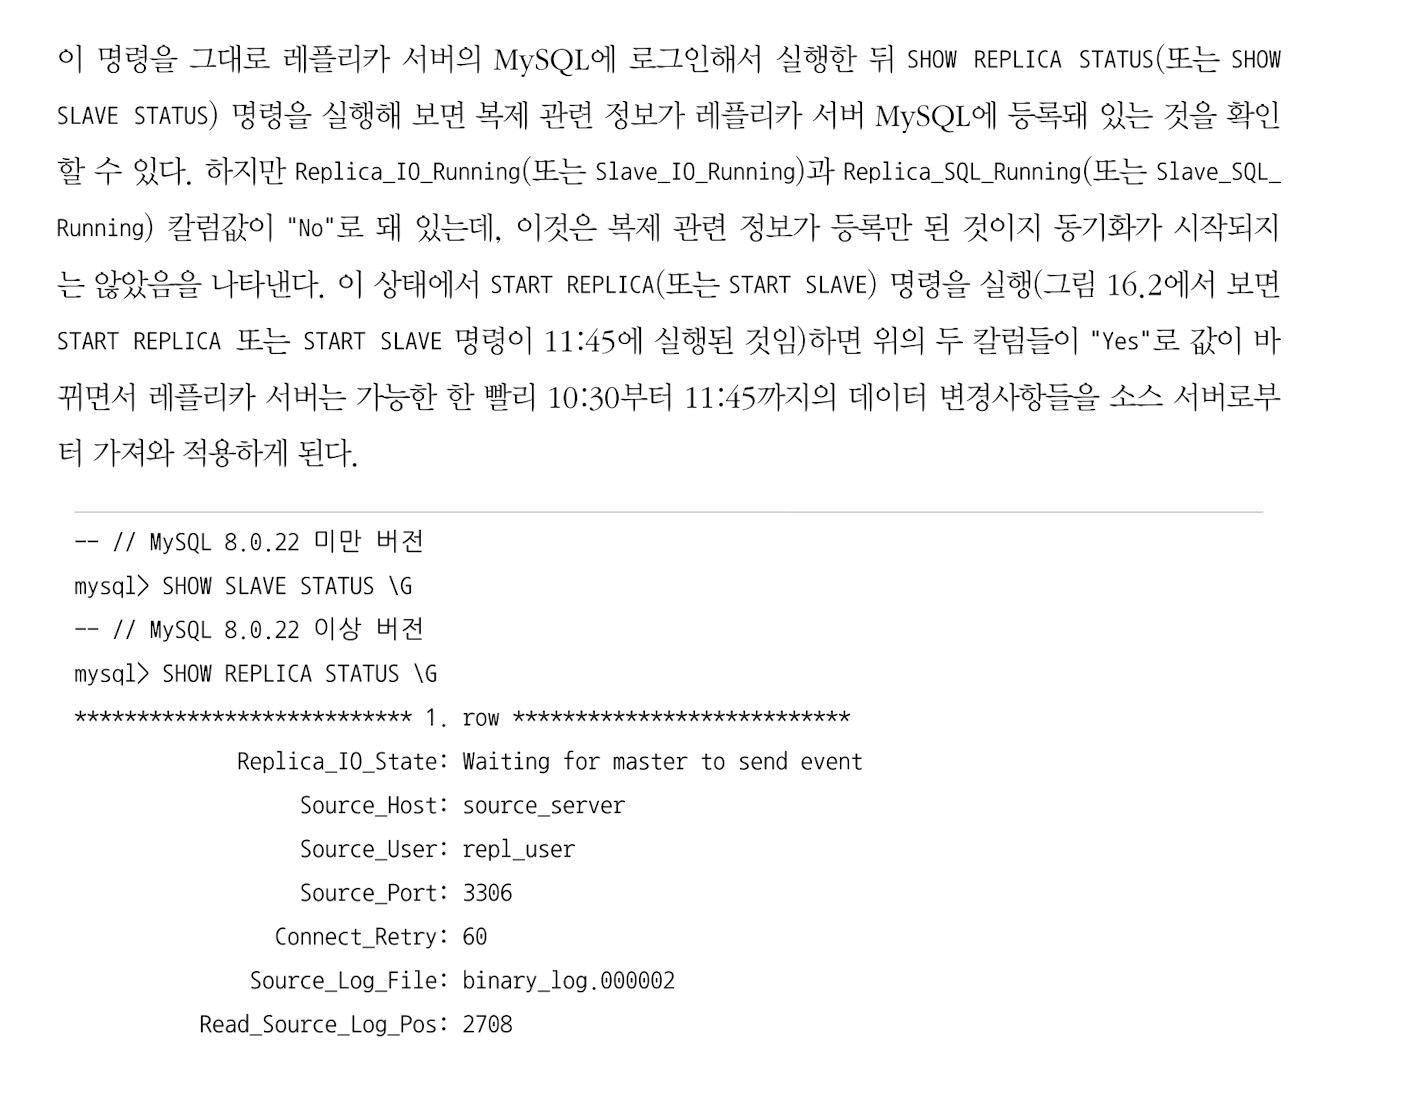 이 명령을 그대로 레플리카 서버의 MySQL에 로그인해서 실행한 뒤 SHOW REPLICA STATUS(또는 SHOW
SLAVE STATUS) 명령을 실행해 보면 복제 관련 정보가 레플리카 서버 MySQL에 등록돼 있는 것을 확인
할 수 있다. 하지만 Replica_IO_Running(또는 Slave_IO_Running)과 Replica_SQL_Running(또는 Slave_SQL_
Running) 칼럼값이 "No"로 돼 있는데, 이것은 복제 관련 정보가 등록만 된 것이지 동기화가 시작되지
는 않았음을 나타낸다. 이 상태에서 START REPLICA(또는 START SLAVE) 명령을 실행(그림 16.2에서 보면
START REPLICA 또는 START SLAVE 명령이 11:45에 실행된 것임)하면 위의 두 칼럼들이 "Yes"로 값이 바
뀌면서 레플리카 서버는 가능한 한 빨리 10:30부터 11:45까지의 데이터 변경사항들을 소스 서버로부
터 가져와 적용하게 된다.
-- // MySQL 8.0.22 미만 버전
mysql> SHOW SLAVE STATUS \G
-- // MySQL 8.0.22 이상 버전
mysql> SHOW REPLICA STATUS \G
*************************** 1. row ***************************
Replica_IO_State: Waiting for master to send event
Source_Host: source_server
Source_User: repl_user
Source_Port: 3306
Connect_Retry: 60
Source_Log_File: binary_log.000002
Read_Source_Log_Pos: 2708